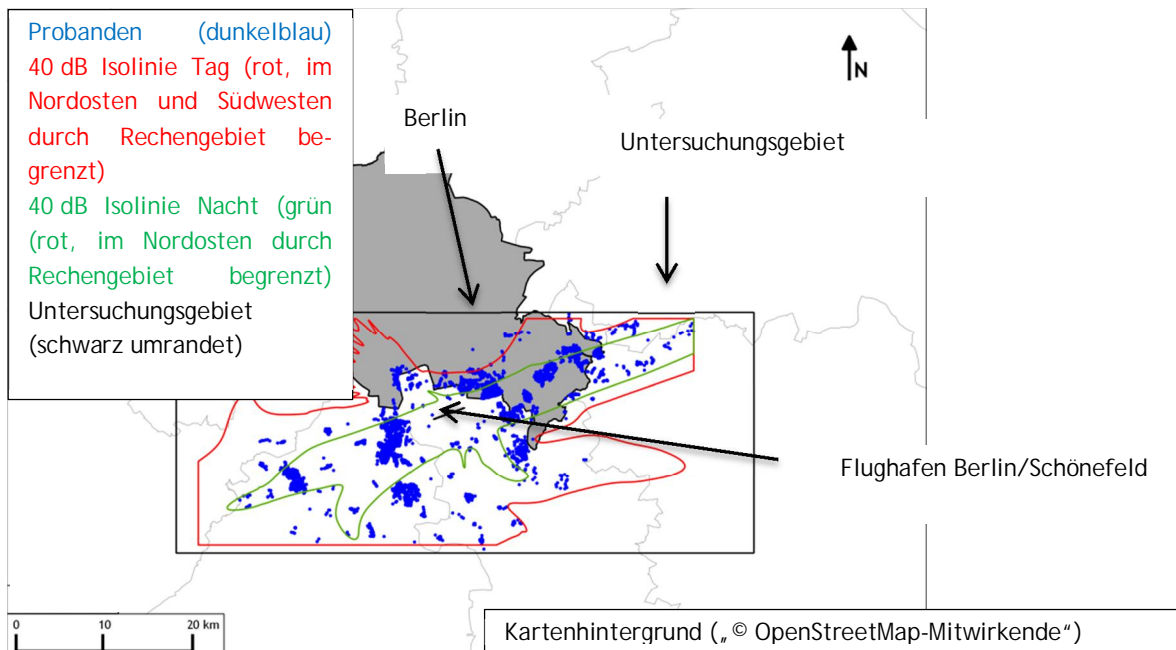 Probanden (dunkelblau)
40 dB Isolinie Tag (rot, im
Nordosten und Südwesten
durch Rechengebiet be-
grenzt)
40 dB Isolinie Nacht (grün
(rot, im Nordosten durch
Rechengebiet begrenzt)
Untersuchungsgebiet
(schwarz umrandet)
N
Berlin
Untersuchungsgebiet
Flughafen Berlin/Schönefeld
0 10 20 km
Kartenhintergrund („© OpenStreetMap-Mitwirkende“)